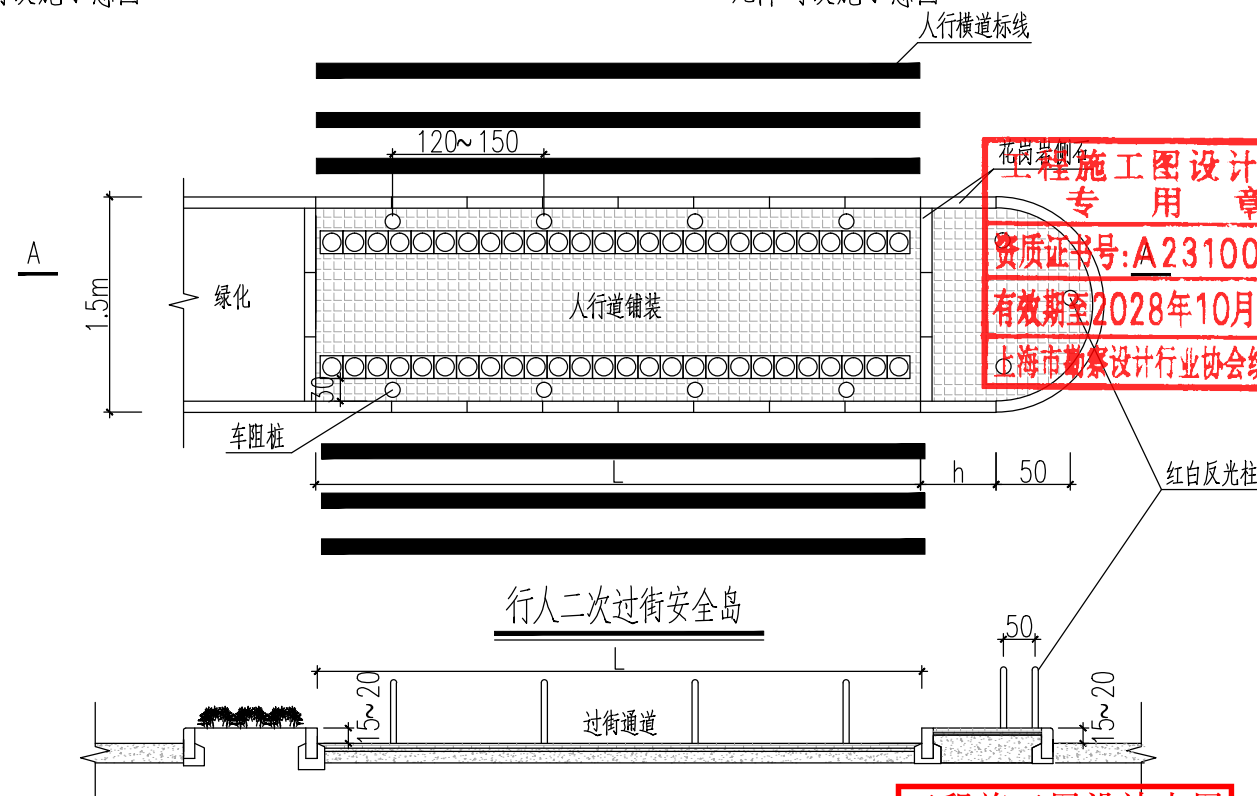 人行横道标线
120~150
花岗岩侧石
工程施工图设计
专 用 章
资质证书号:A23100
有效期至2028年10月
上海市勘察设计行业协会
A
A
1.5m
绿化
人行道铺装
30
车阻桩
L
h
50
红白反光柱
行人二次过街安全岛
L
50
15~20
过街通道
15~20